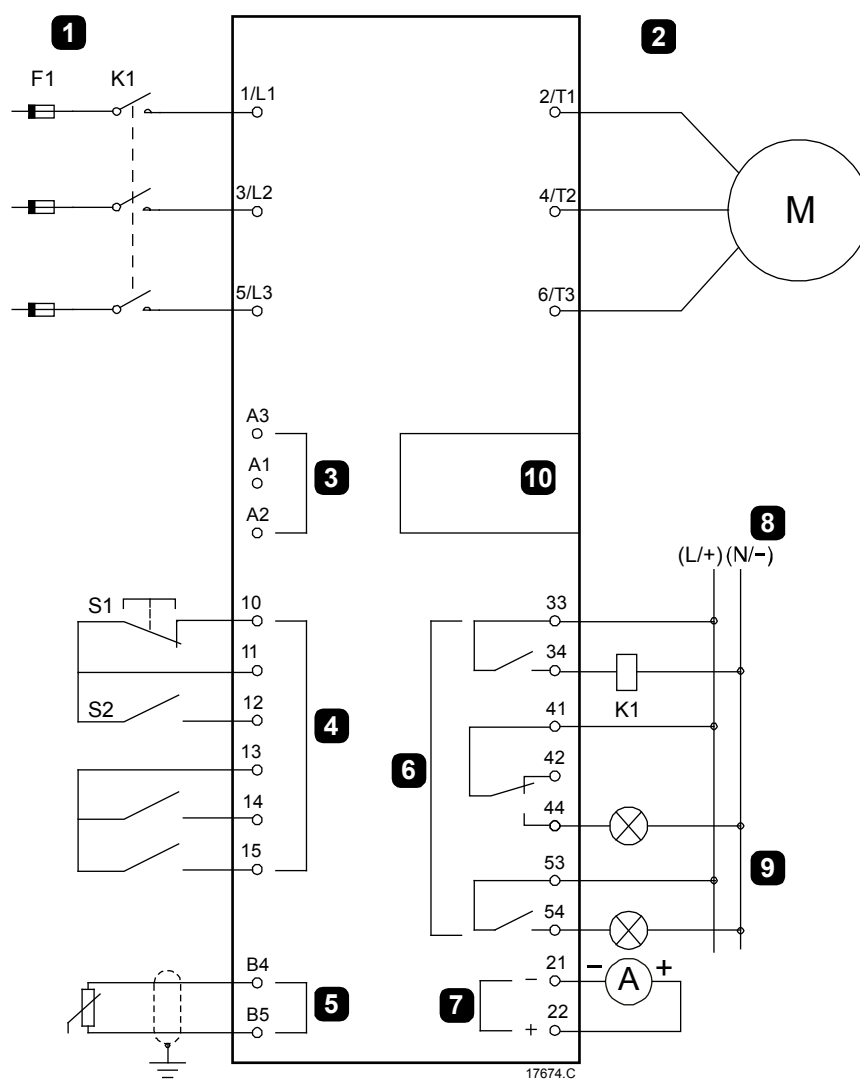 1
2
F1 K1
1/L1
2/T1
3/L2
4/T2
M
5/L3
6/T3
A3
A1
A2
3
10
8
(L/+) (N/−)
S1
10
11
S2
12
13
14
15
4
33
34
K1
41
42
44
53
54
6
9
B4
B5
5
7
21
− A +
−
+
22
17674.C